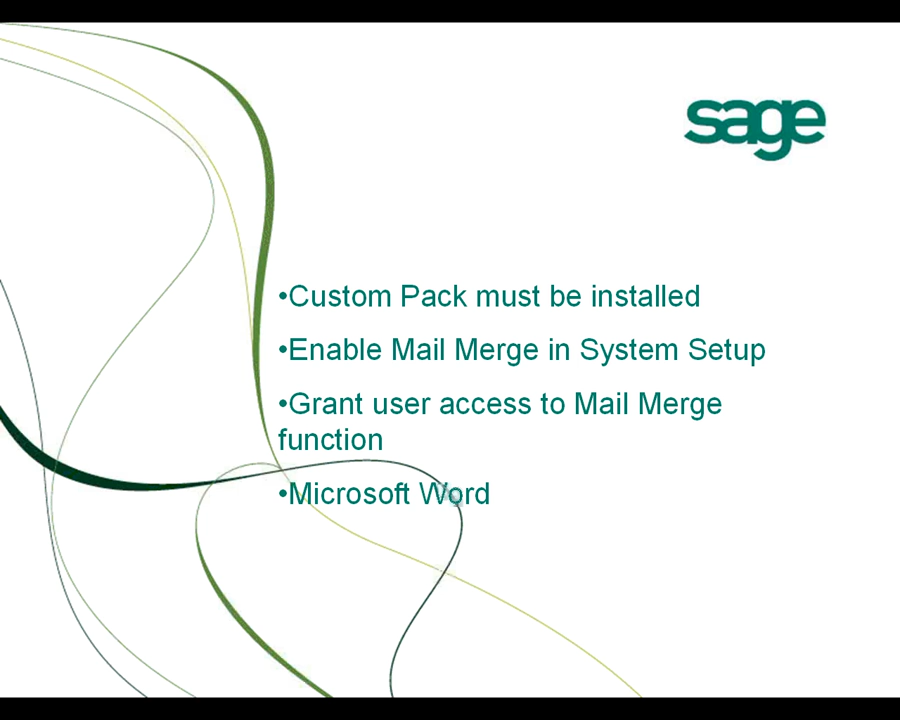 sage
•Custom Pack must be installed
•Enable Mail Merge in System Setup
•Grant user access to Mail Merge
function
•Microsoft Word